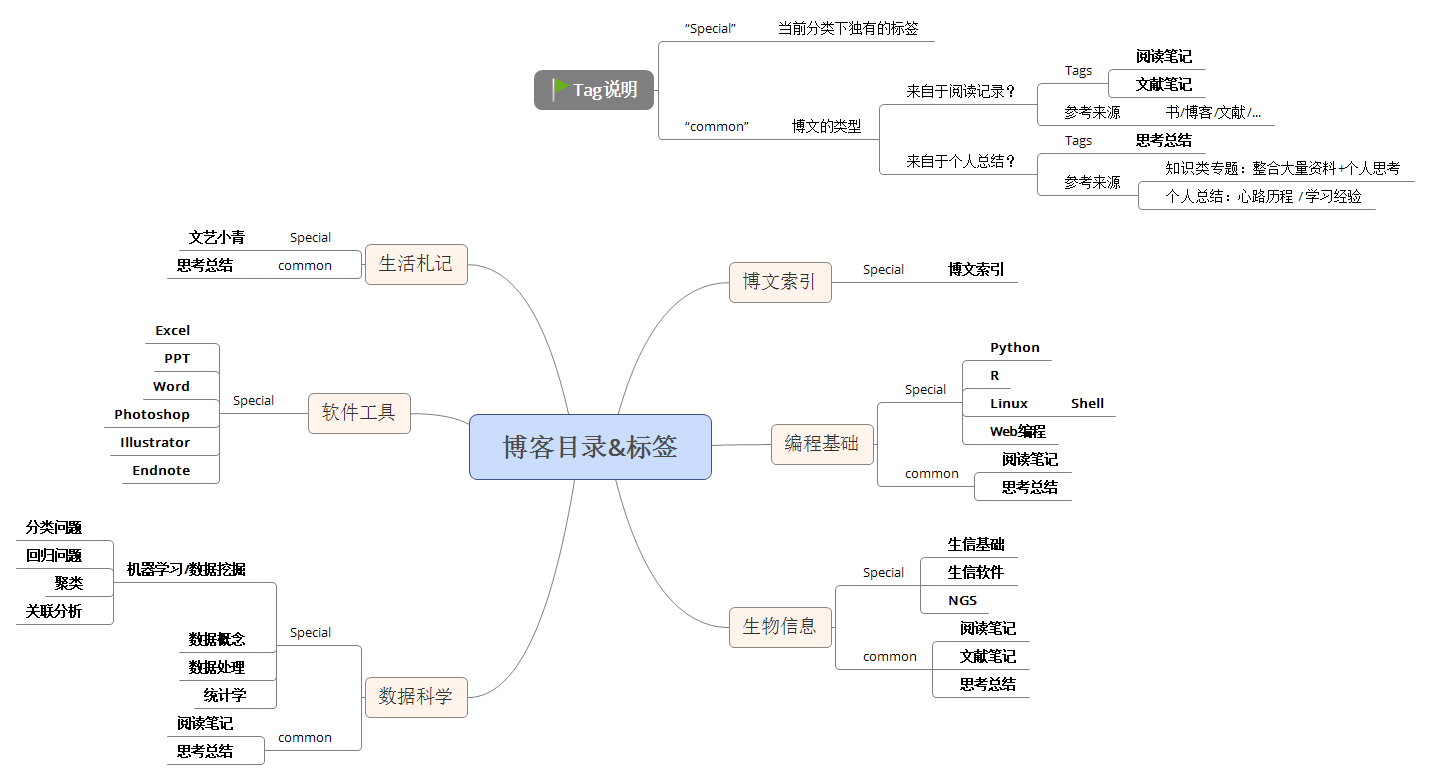 Tag说明
“Special”
当前分类下独有的标签
“common”
博文的类型
来自于阅读记录？
Tags
阅读笔记
文献笔记
参考来源
书/博客/文献/...
来自于个人总结？
Tags
思考总结
参考来源
知识类专题：整合大量资料+个人思考
个人总结：心路历程 / 学习经验
博客目录&标签
博文索引
Special
博文索引
编程基础
Special
Python
R
Linux
Shell
Web编程
common
阅读笔记
思考总结
生物信息
Special
生信基础
生信软件
NGS
common
阅读笔记
文献笔记
思考总结
生活札记
Special
文艺小青
common
思考总结
软件工具
Special
Excel
PPT
Word
Photoshop
Illustrator
Endnote
数据科学
Special
机器学习/数据挖掘
分类问题
回归问题
聚类
关联分析
数据概念
数据处理
统计学
common
阅读笔记
思考总结